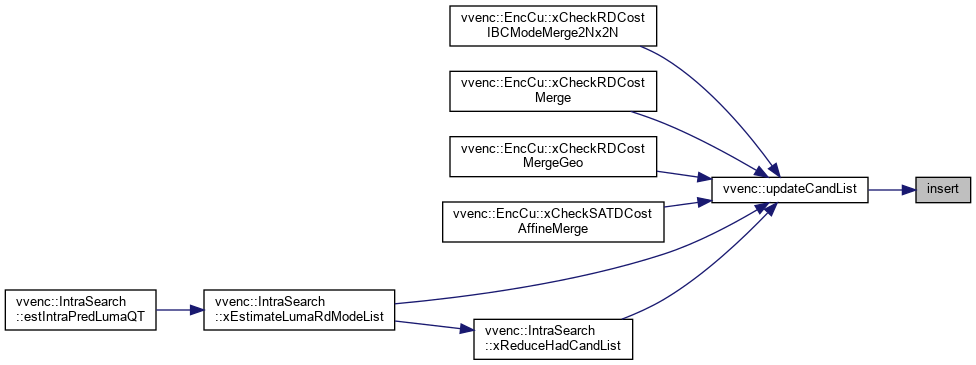 vvenc::EncCu::xCheckRDCost
IBCModeMerge2Nx2N
vvenc::EncCu::xCheckRDCost
Merge
vvenc::EncCu::xCheckRDCost
MergeGeo
vvenc::updateCandList
insert
vvenc::EncCu::xCheckSATDCost
AffineMerge
vvenc::IntraSearch
::estIntraPredLumaQT
vvenc::IntraSearch
::xEstimateLumaRdModeList
vvenc::IntraSearch
::xReduceHadCandList